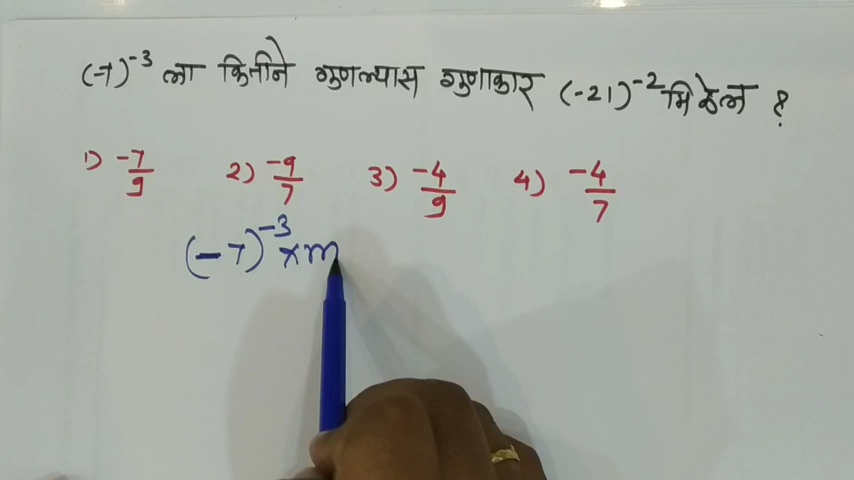 (-7)⁻³ ला कितीने गुणल्यास गुणाकार (-21)⁻² मिळेल ?
1) -7/9 2) -9/7 3) -4/9 4) -4/7
(-7)⁻³ × m